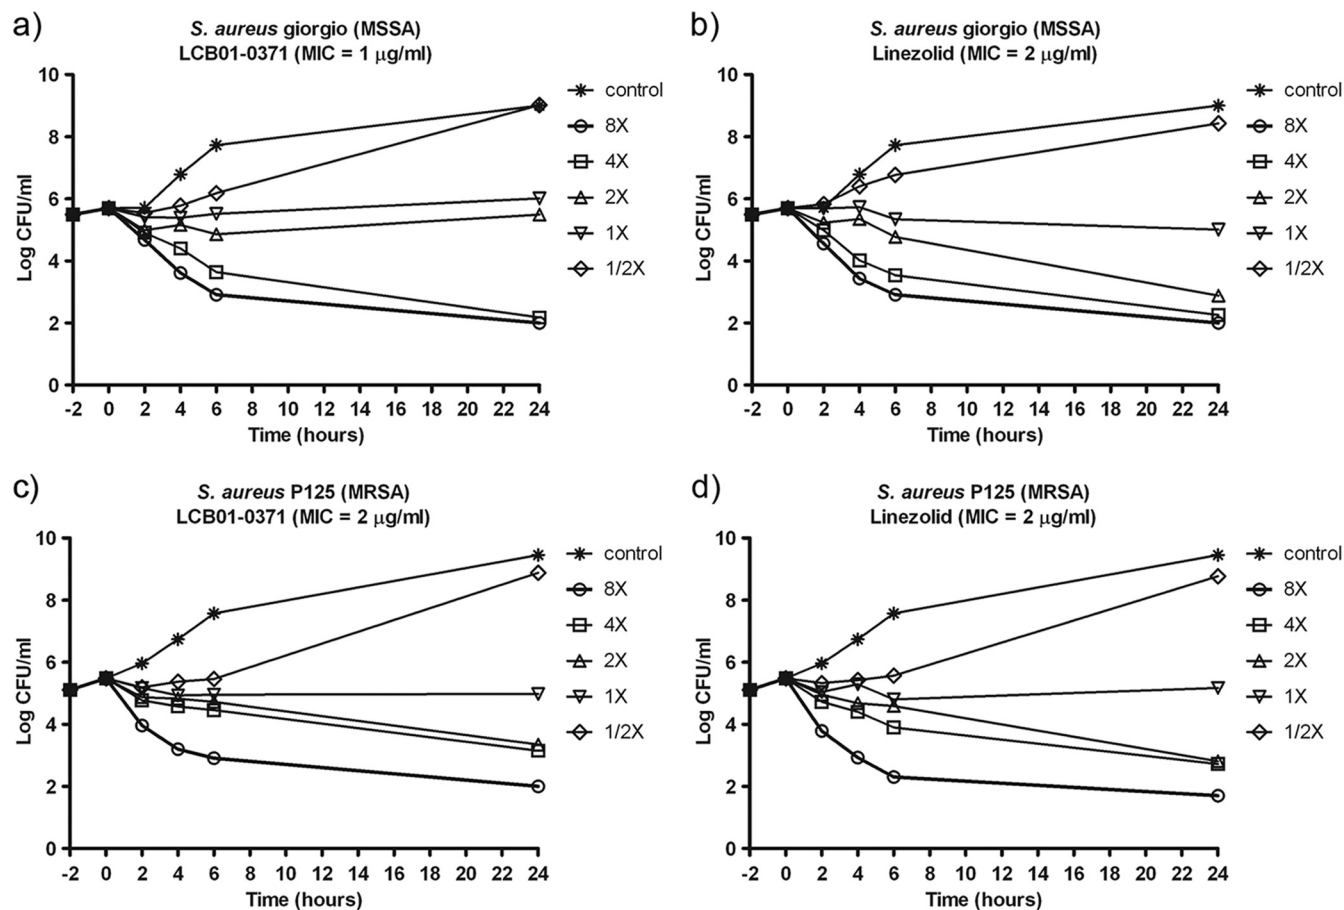 a)
S. aureus giorgio (MSSA)
LCB01-0371 (MIC = 1 μg/ml)
Log CFU/ml
10
8
6
4
2
0
-2 0 2 4 6 8 10 12 14 16 18 20 22 24
Time (hours)
control
8X
4X
2X
1X
1/2X
b)
S. aureus giorgio (MSSA)
Linezolid (MIC = 2 μg/ml)
Log CFU/ml
10
8
6
4
2
0
-2 0 2 4 6 8 10 12 14 16 18 20 22 24
Time (hours)
control
8X
4X
2X
1X
1/2X
c)
S. aureus P125 (MRSA)
LCB01-0371 (MIC = 2 μg/ml)
Log CFU/ml
10
8
6
4
2
0
-2 0 2 4 6 8 10 12 14 16 18 20 22 24
Time (hours)
control
8X
4X
2X
1X
1/2X
d)
S. aureus P125 (MRSA)
Linezolid (MIC = 2 μg/ml)
Log CFU/ml
10
8
6
4
2
0
-2 0 2 4 6 8 10 12 14 16 18 20 22 24
Time (hours)
control
8X
4X
2X
1X
1/2X